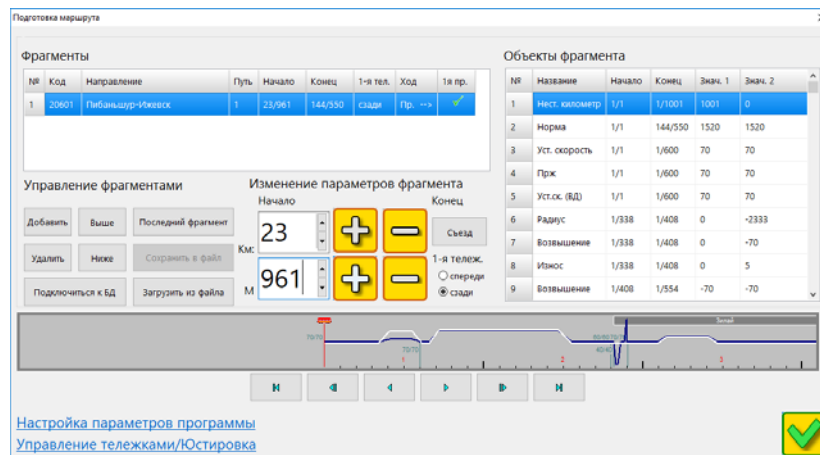 Подготовка маршрута
Фрагменты
№ Код Направление Путь Начало Конец 1-я тел. Ход 1я пр.
1 20601 Пибаньшур-Ижевск 1 23/961 144/550 сзади Пр. -->
Объекты фрагмента
№ Название Начало Конец Знач. 1 Знач. 2
1 Нест. километр 1/1 1/1001 1001 0
2 Норма 1/1 144/550 1520 1520
3 Уст. скорость 1/1 1/600 70 70
4 Прж 1/1 1/600 70 70
5 Уст.ск. (ВД) 1/1 1/600 70 70
6 Радиус 1/338 1/408 0 -2333
7 Возвышение 1/338 1/408 0 -70
8 Износ 1/338 1/408 0 5
9 Возвышение 1/408 1/554 -70 -70
Управление фрагментами
Добавить Выше Последний фрагмент
Удалить Ниже Сохранить в файл
Подключиться к БД Загрузить из файла
Изменение параметров фрагмента
Начало Конец
Км: 23 + − Съезд
1-я тележ.
М 961 + − спереди
сзади
70/70
70/70
1 2 3
Настройка параметров программы
Управление тележками/Юстировка